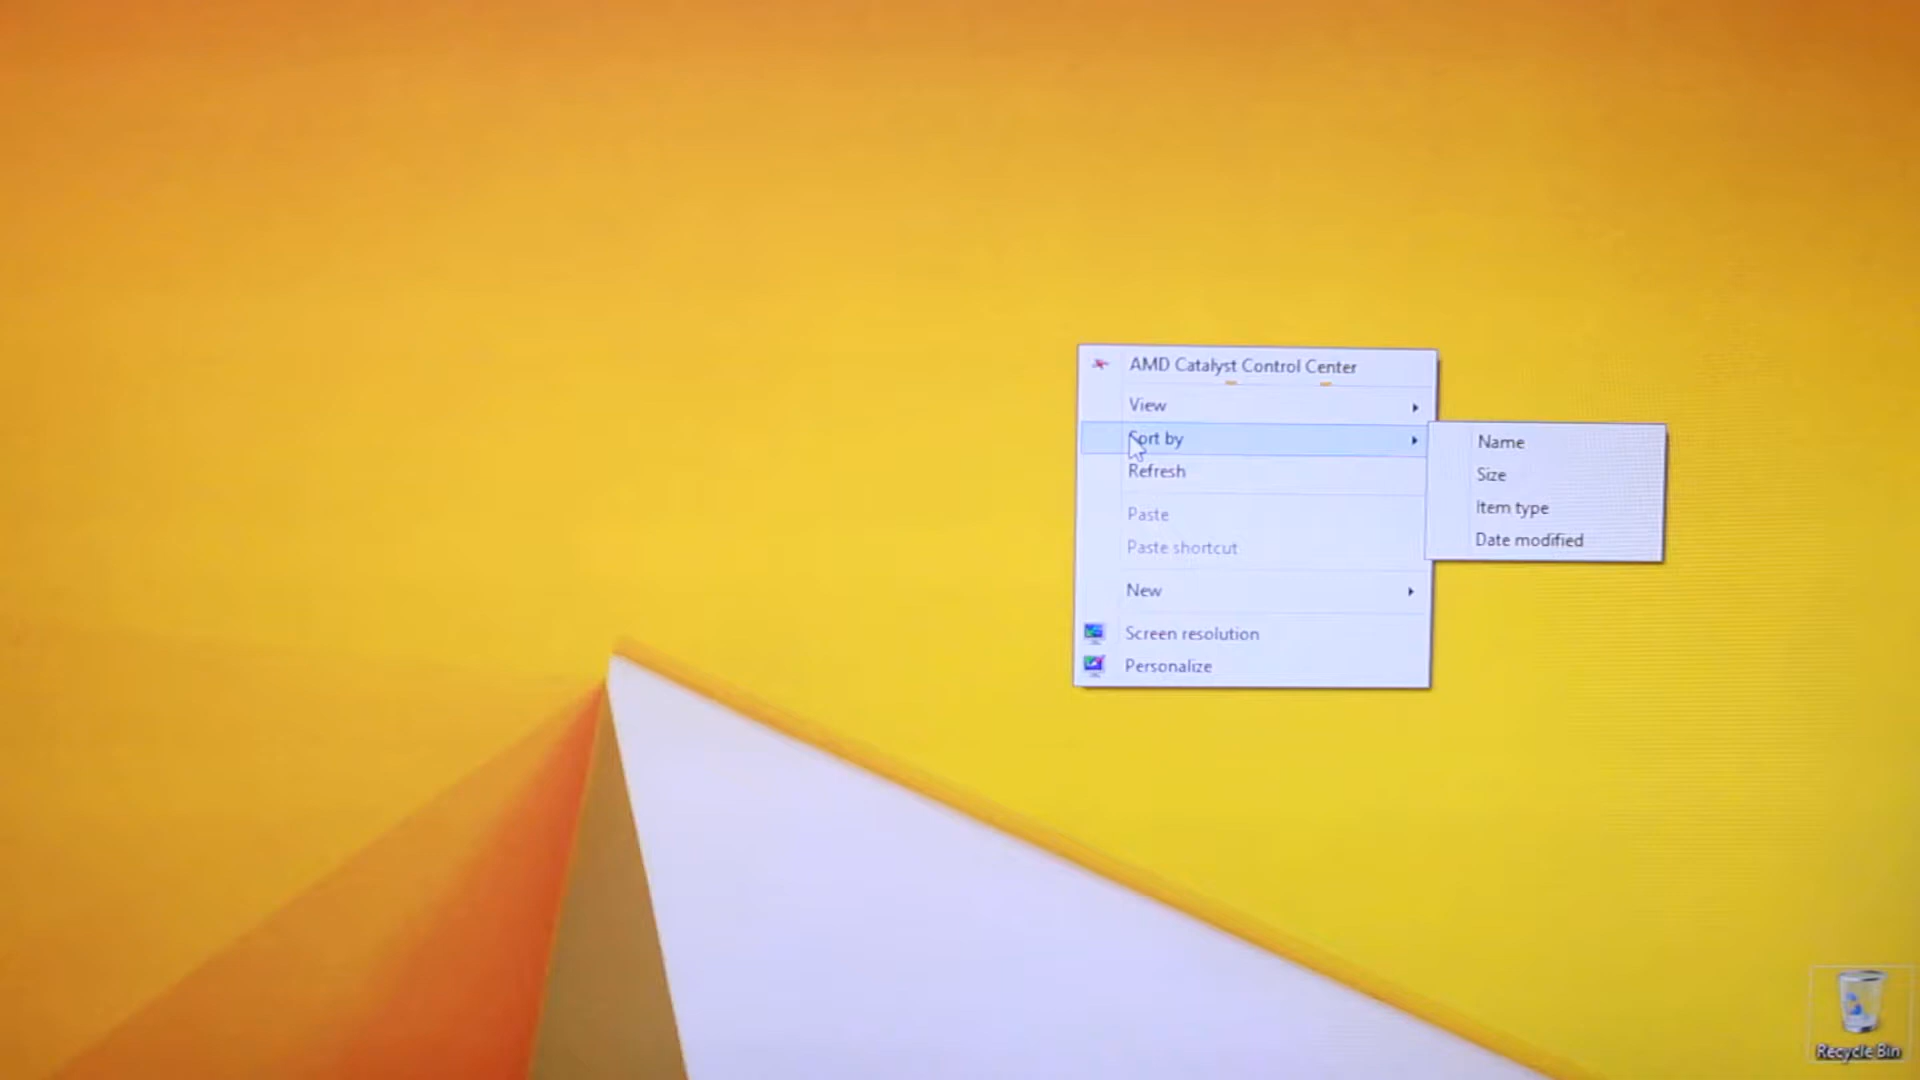 AMD Catalyst Control Center
View
Sort by
Refresh
Paste
Paste shortcut
New
Screen resolution
Personalize
Name
Size
Item type
Date modified
Recycle Bin